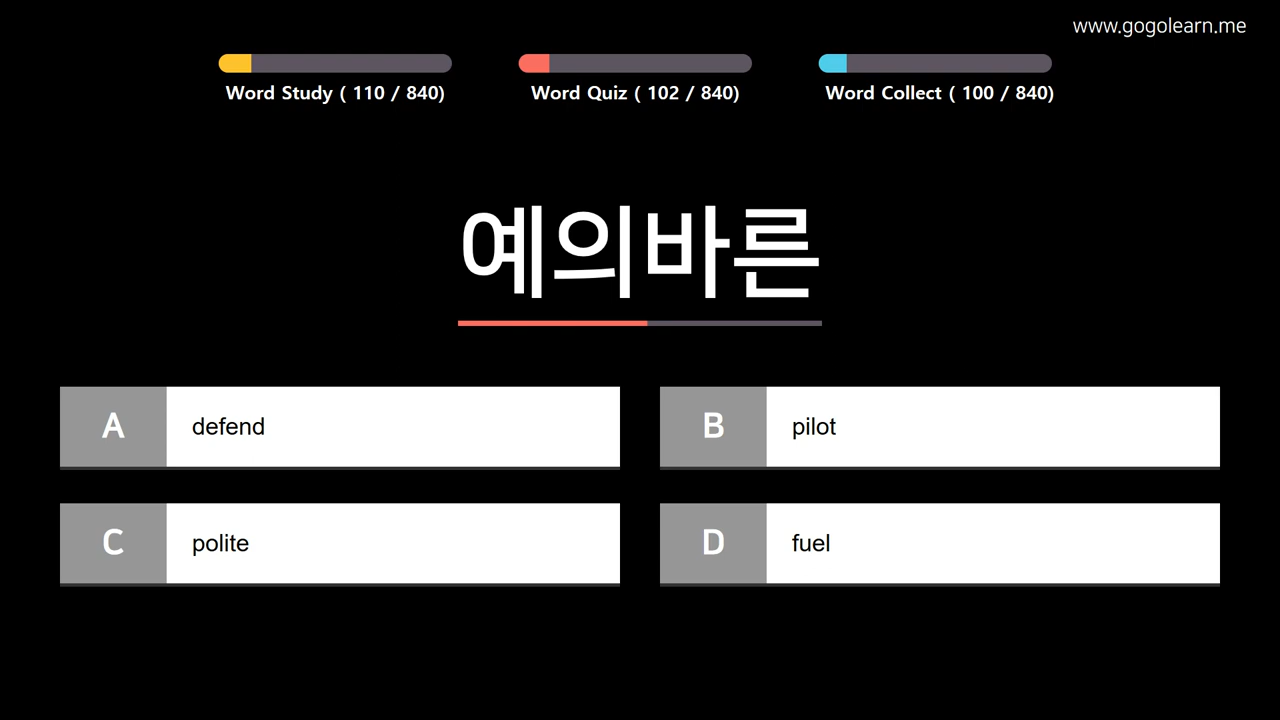 www.gogolearn.me
Word Study ( 110 / 840)
Word Quiz ( 102 / 840)
Word Collect ( 100 / 840)
예의바른
A defend
B pilot
C polite
D fuel